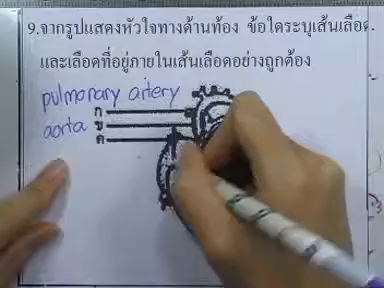 9.จากรูปแสดงหัวใจทางด้านท้อง ข้อใดระบุเส้นเลือด
และเลือดที่อยู่ภายในเส้นเลือดอย่างถูกต้อง
pulmonary artery
ก
aorta ข
ค